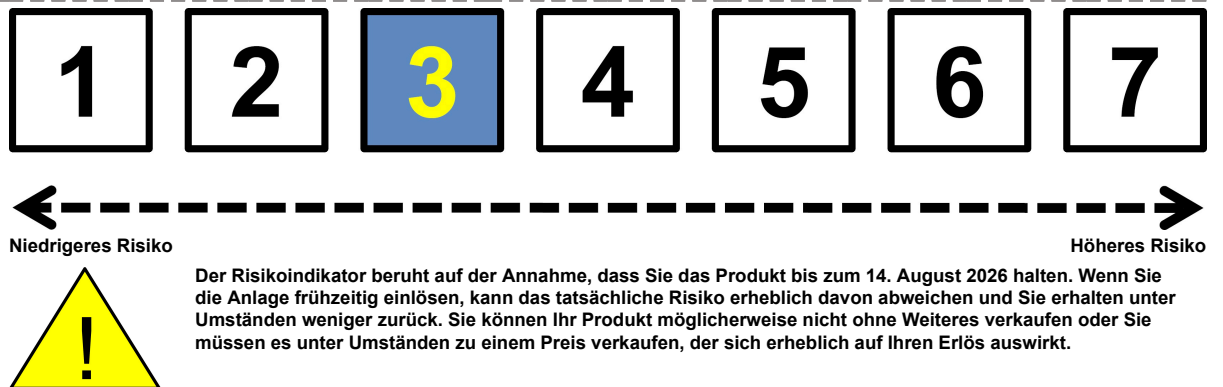 1 2 3 4 5 6 7
Niedrigeres Risiko Höheres Risiko
Der Risikoindikator beruht auf der Annahme, dass Sie das Produkt bis zum 14. August 2026 halten. Wenn Sie
die Anlage frühzeitig einlösen, kann das tatsächliche Risiko erheblich davon abweichen und Sie erhalten unter
Umständen weniger zurück. Sie können Ihr Produkt möglicherweise nicht ohne Weiteres verkaufen oder Sie
müssen es unter Umständen zu einem Preis verkaufen, der sich erheblich auf Ihren Erlös auswirkt.
!